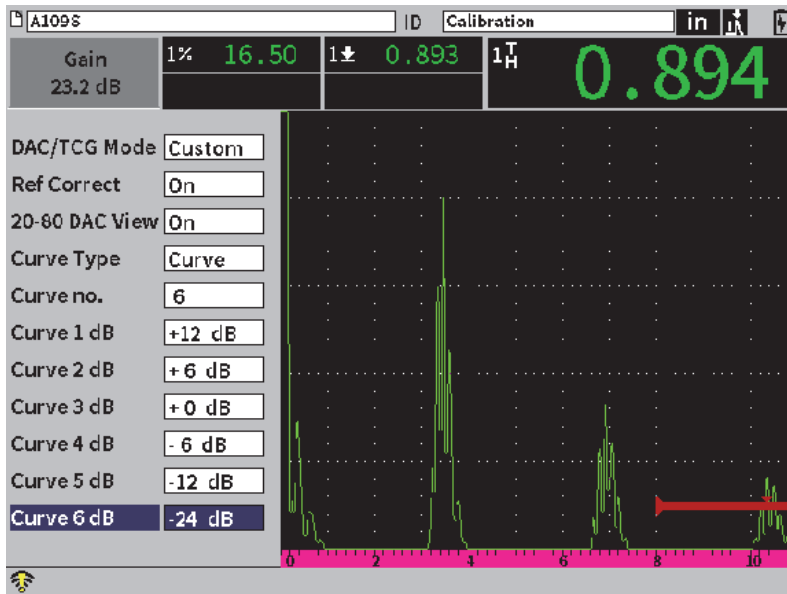 A109S ID Calibration in
Gain 1% 16.50 1 0.893 1 T H 0.894
23.2 dB
DAC/TCG Mode Custom
Ref Correct On
20-80 DAC View On
Curve Type Curve
Curve no. 6
Curve 1 dB +12 dB
Curve 2 dB + 6 dB
Curve 3 dB + 0 dB
Curve 4 dB - 6 dB
Curve 5 dB -12 dB
Curve 6 dB -24 dB
0 2 4 6 8 10